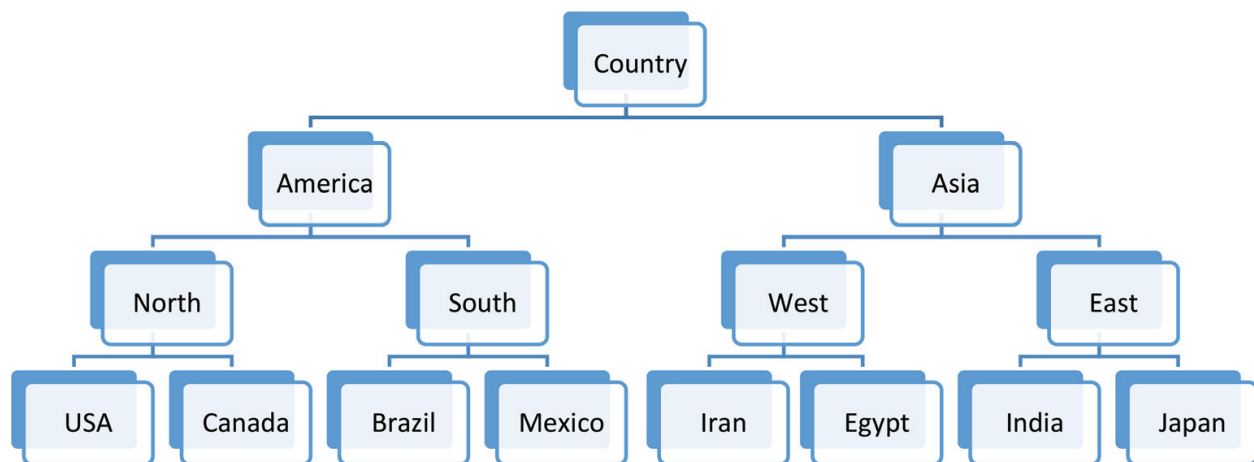 Country
America
Asia
North
South
West
East
USA
Canada
Brazil
Mexico
Iran
Egypt
India
Japan